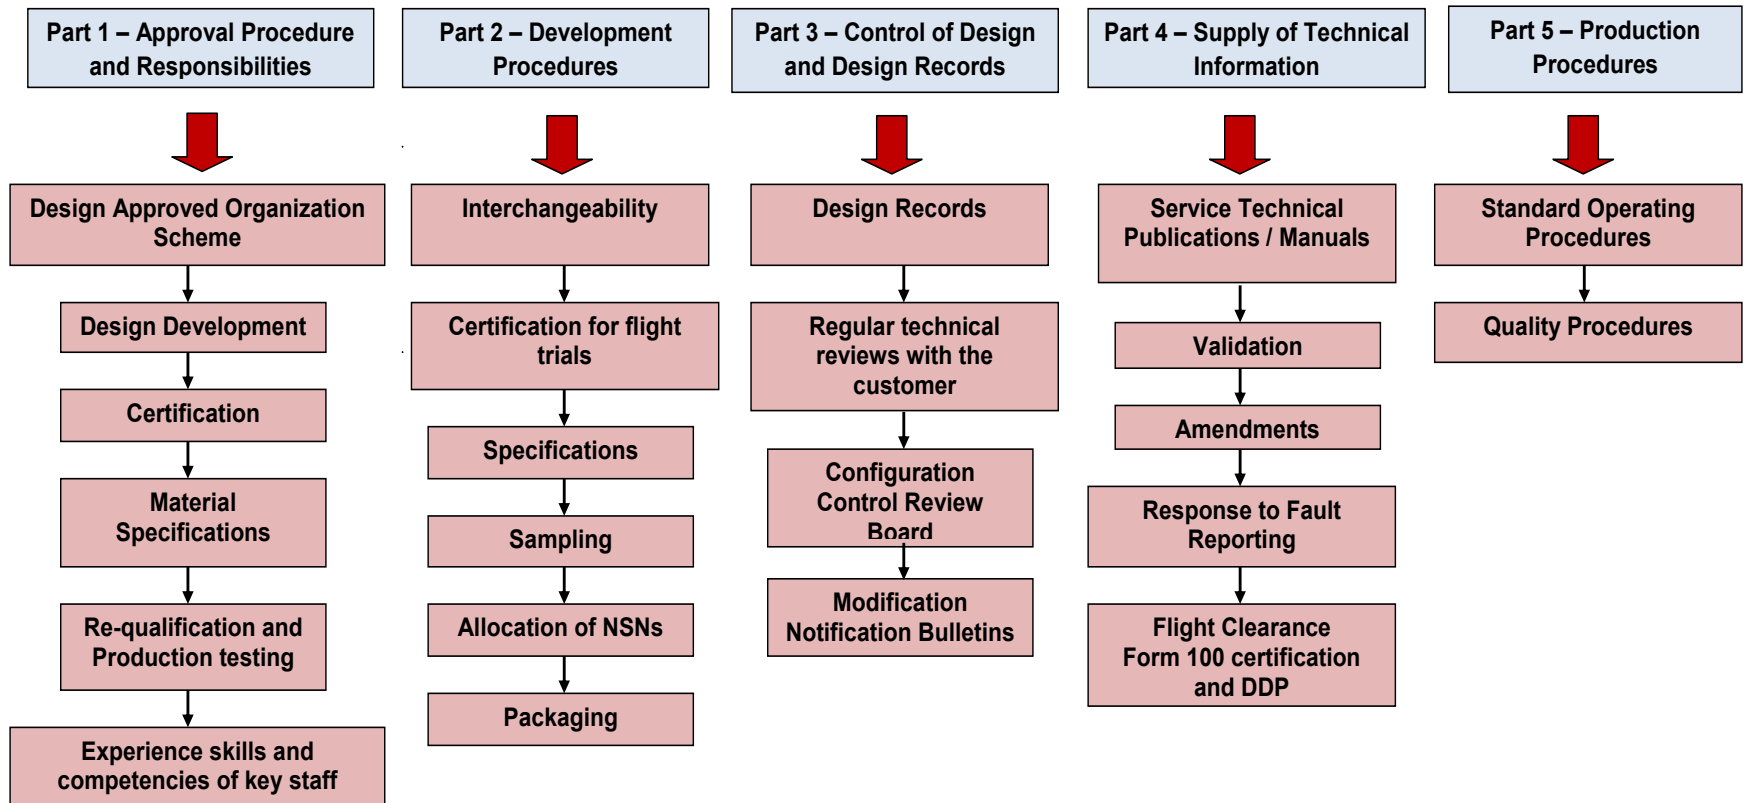 Part 1 – Approval Procedure
and Responsibilities
Part 2 – Development
Procedures
Part 3 – Control of Design
and Design Records
Part 4 – Supply of Technical
Information
Part 5 – Production
Procedures
Design Approved Organization
Scheme
Design Development
Certification
Material
Specifications
Re-qualification and
Production testing
Experience skills and
competencies of key staff
Interchangeability
Certification for flight
trials
Specifications
Sampling
Allocation of NSNs
Packaging
Design Records
Regular technical
reviews with the
customer
Configuration
Control Review
Board
Modification
Notification Bulletins
Service Technical
Publications / Manuals
Validation
Amendments
Response to Fault
Reporting
Flight Clearance
Form 100 certification
and DDP
Standard Operating
Procedures
Quality Procedures